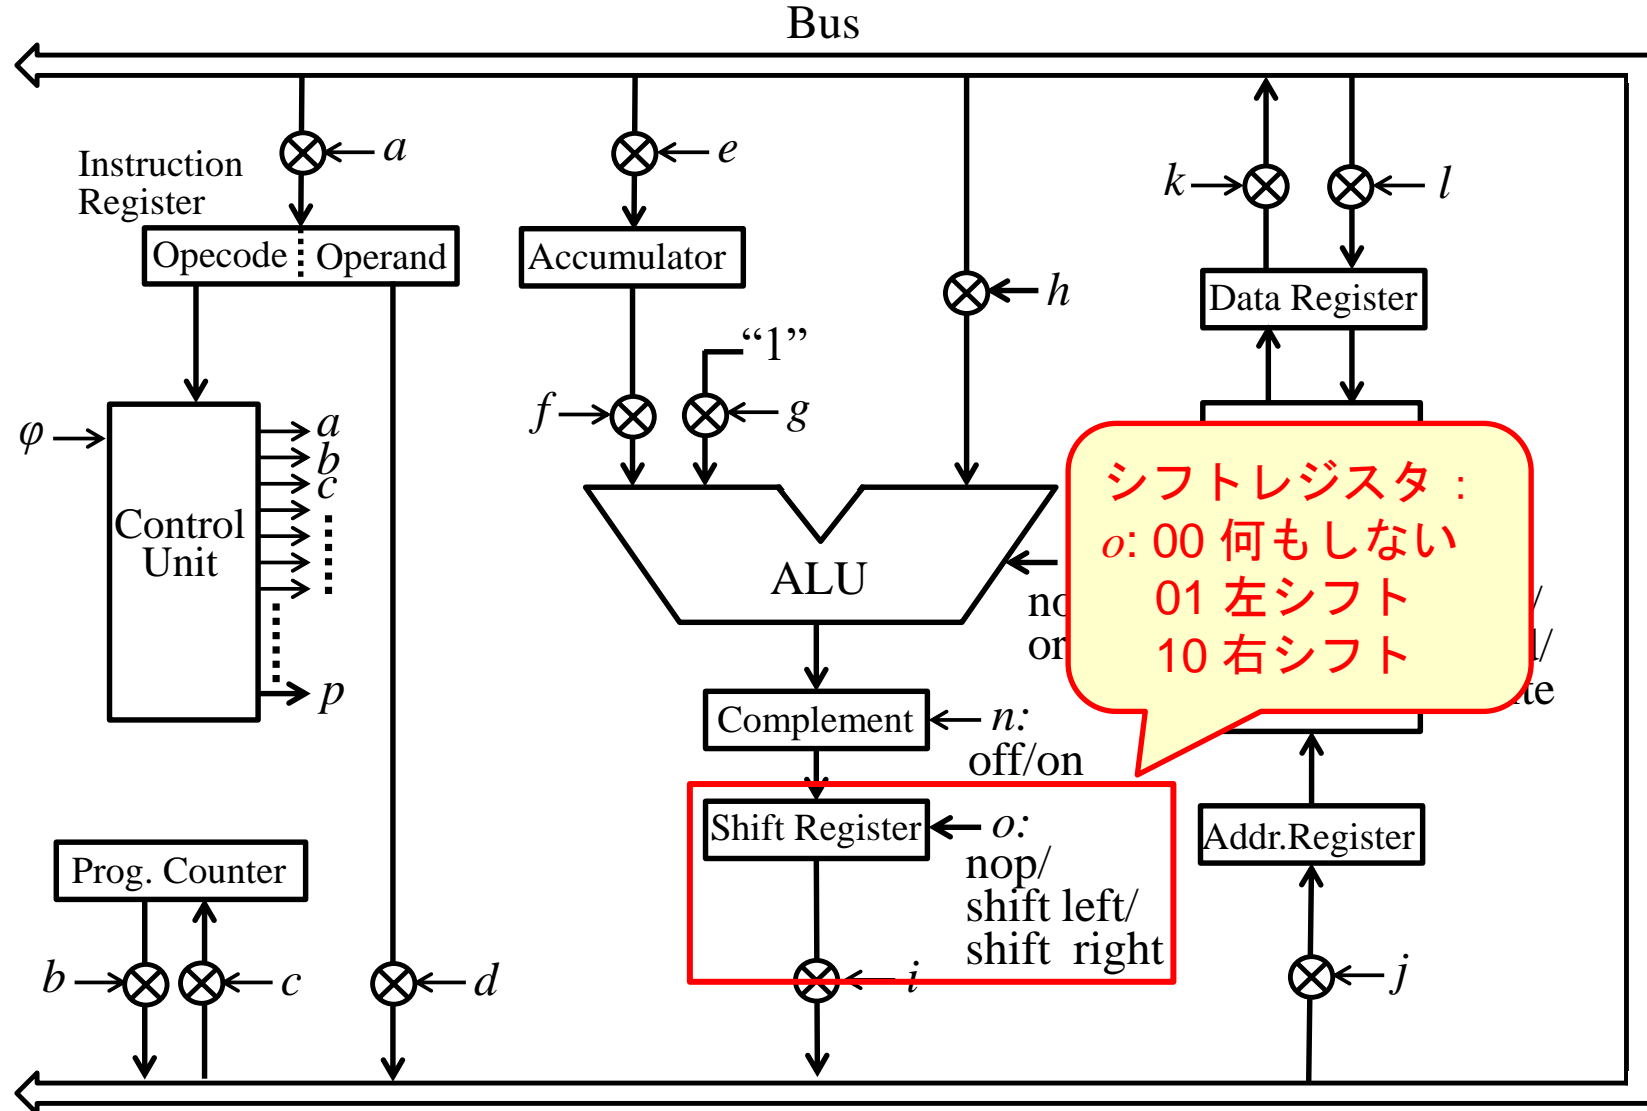 Bus
a
e
k
l
Instruction
Register
Opecode
Operand
Accumulator
h
Data Register
“1”
f
g
φ
a
b
c
Control
Unit
p
ALU
シフトレジスタ：
o: 00 何もしない
01 左シフト
10 右シフト
Complement
n:
off/on
Shift Register
o:
nop/
shift left/
shift right
Addr.Register
Prog. Counter
b
c
d
i
j